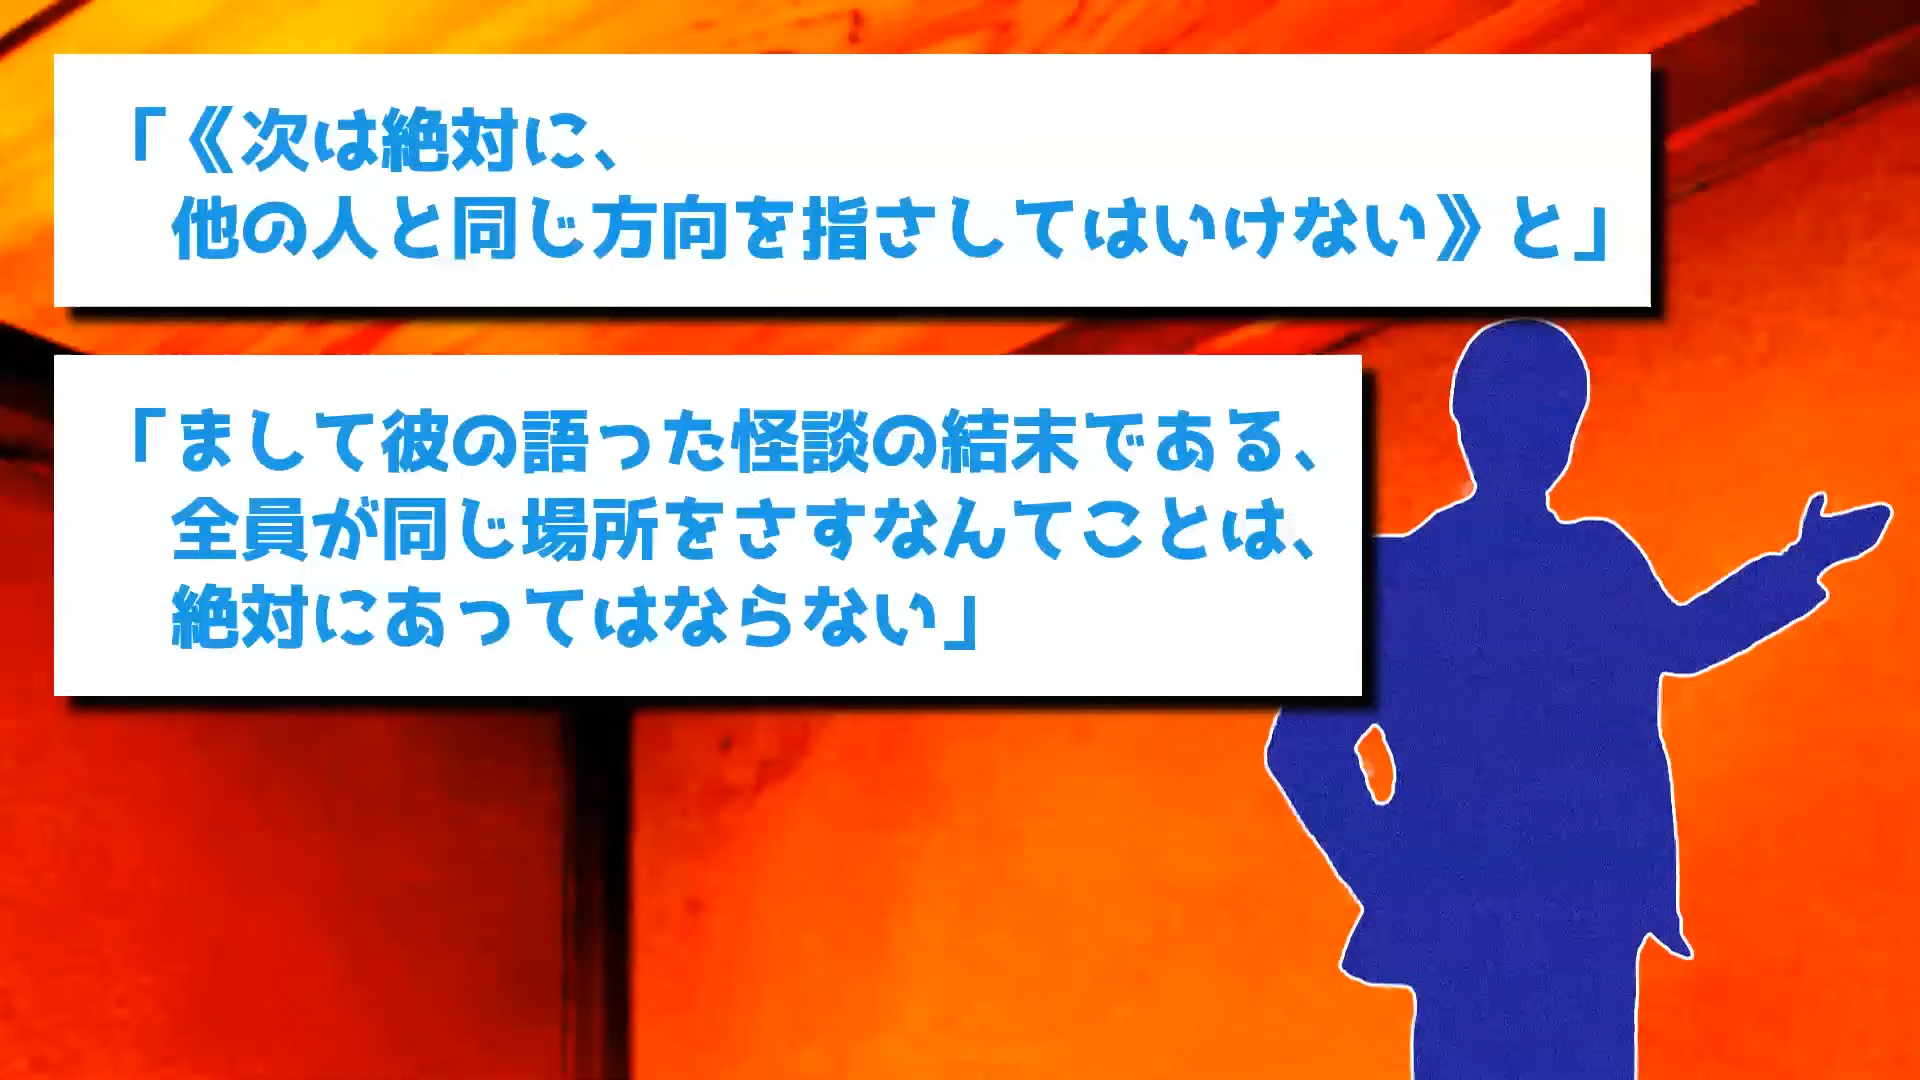 「《次は絶対に、
他の人と同じ方向を指さしてはいけない》と」
「まして彼の語った怪談の結末である、
全員が同じ場所をさすなんてことは、
絶対にあってはならない」